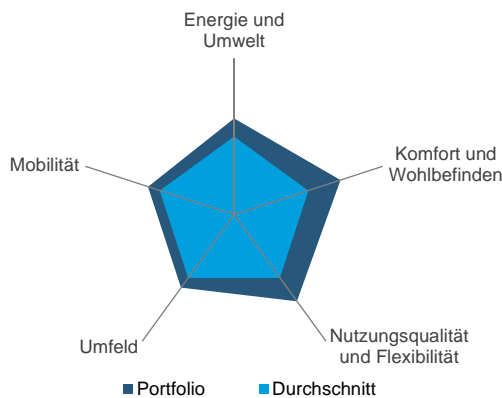 Energie und
Umwelt
Mobilität
Komfort und
Wohlbefinden
Umfeld
Nutzungsqualität
und Flexibilität
Portfolio
Durchschnitt